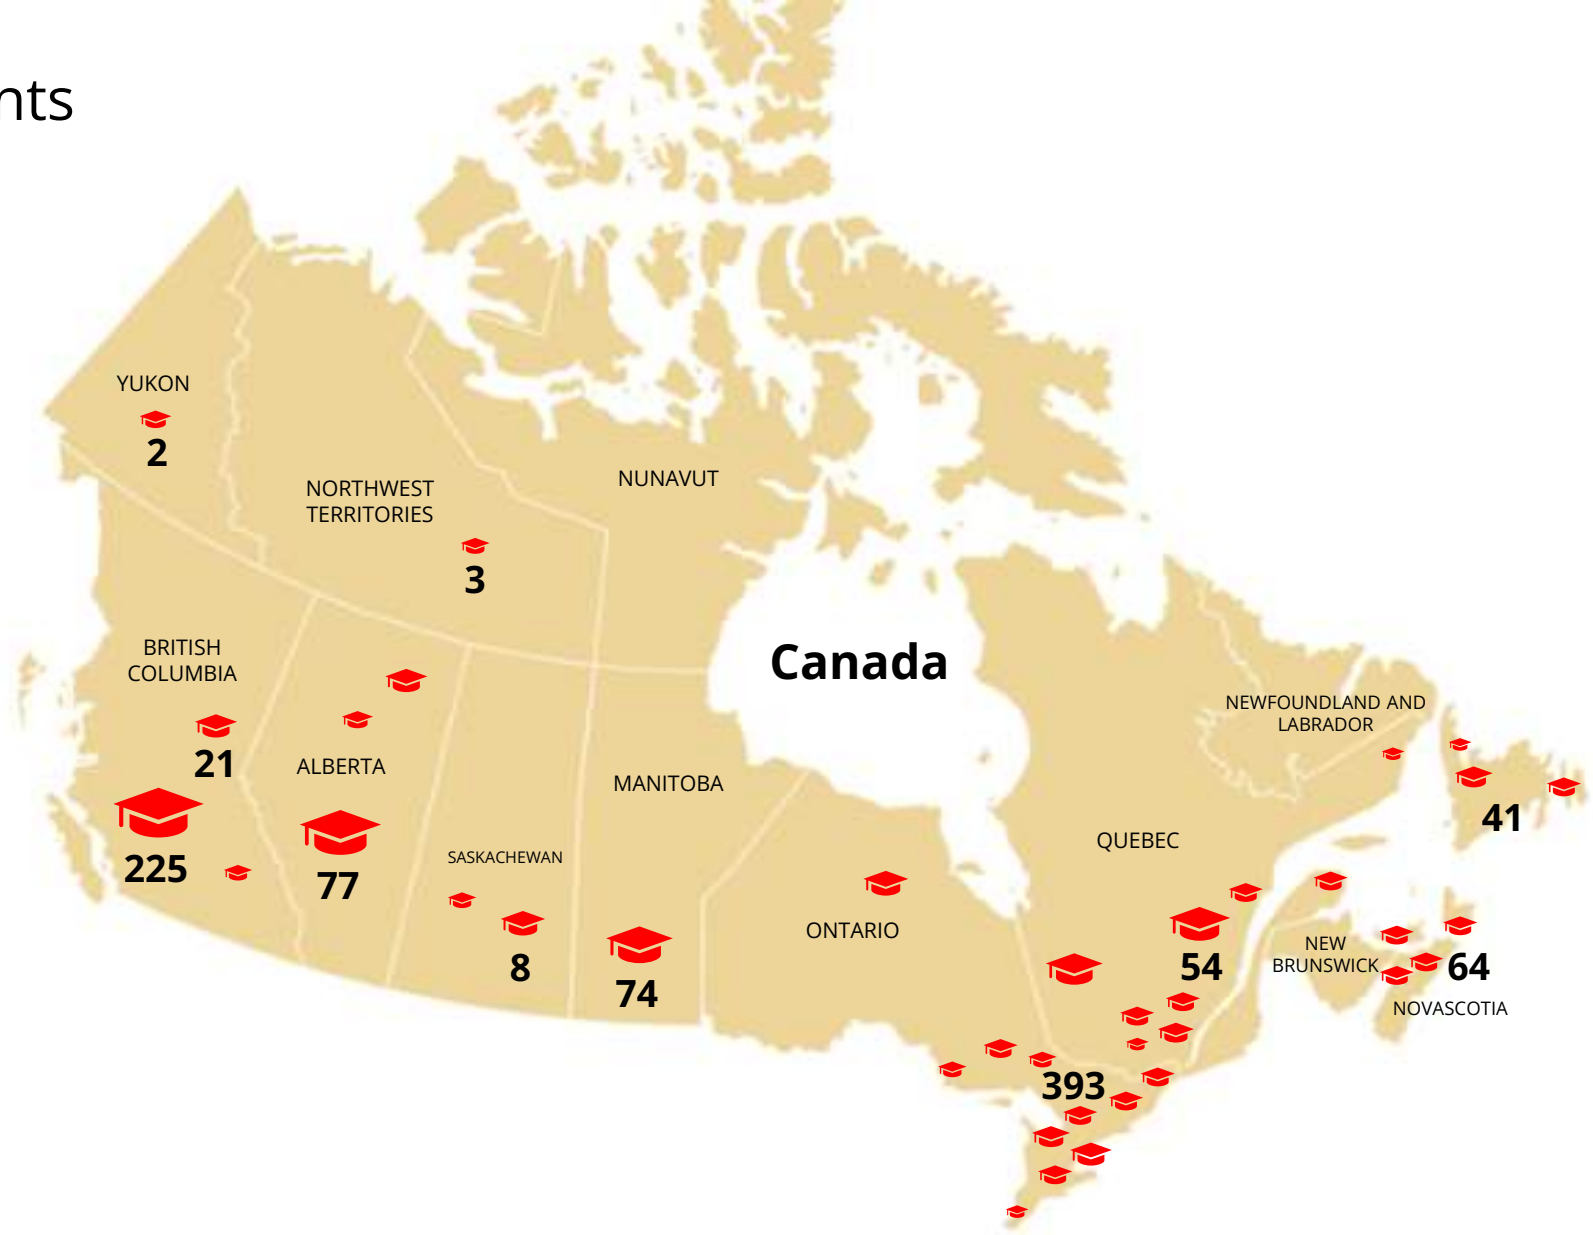 nts
YUKON
2
NORTHWEST
TERRITORIES
3
NUNAVUT
Canada
BRITISH
COLUMBIA
21
225
ALBERTA
77
SASKACHEWAN
8
MANITOBA
74
ONTARIO
393
QUEBEC
54
NEWFOUNDLAND AND
LABRADOR
41
NEW
BRUNSWICK
64
NOVASCOTIA